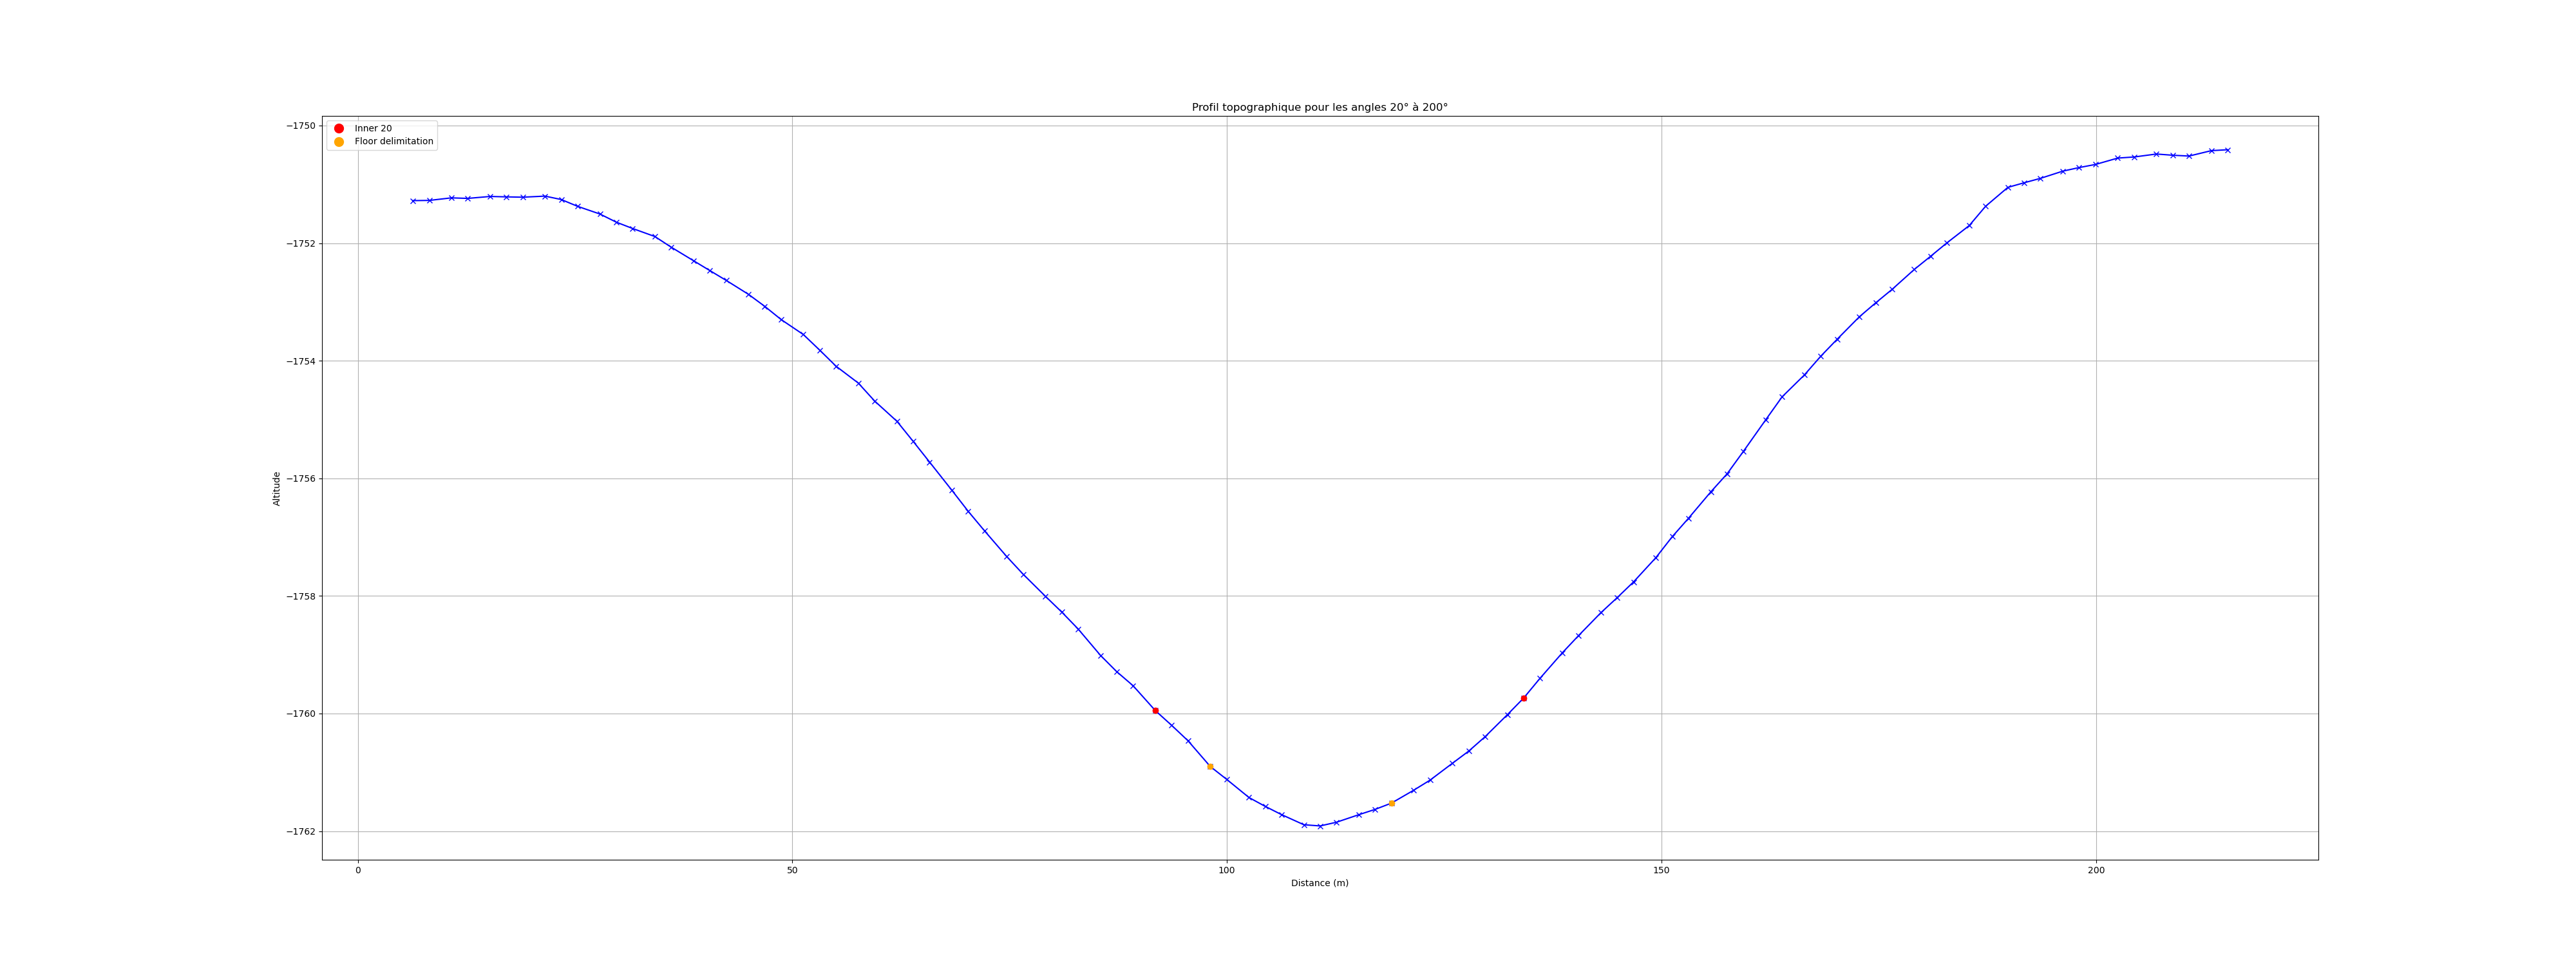 Profil topographique pour les angles 20° à 200°
Inner 20
Floor delimitation
−1750
−1752
−1754
−1756
−1758
−1760
−1762
Altitude
0
50
100
150
200
Distance (m)